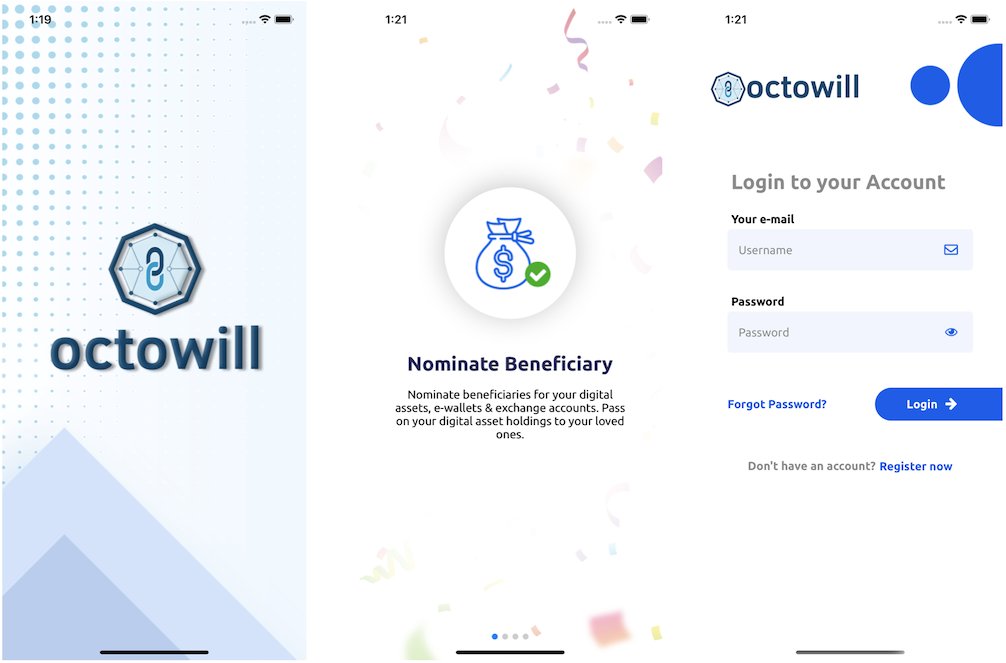 1:19
octowill
1:21
Nominate Beneficiary
Nominate beneficiaries for your digital
assets, e-wallets & exchange accounts. Pass
on your digital asset holdings to your loved
ones.
1:21
octowill
Login to your Account
Your e-mail
Username
Password
Password
Forgot Password?
Login
Don't have an account? Register now